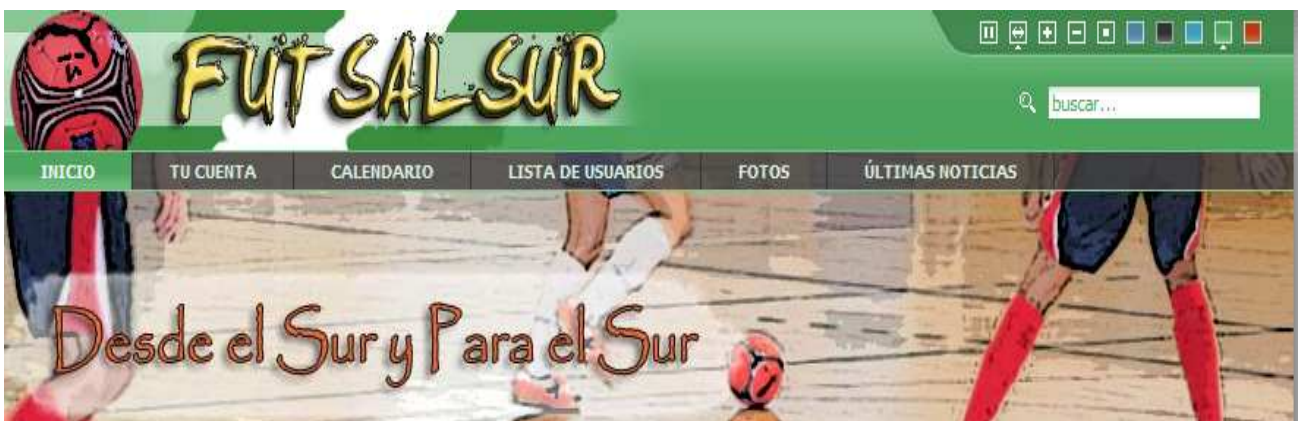 FUTSALSUR
buscar...
INICIO TU CUENTA CALENDARIO LISTA DE USUARIOS FOTOS ÚLTIMAS NOTICIAS
Desde el Sur y Para el Sur